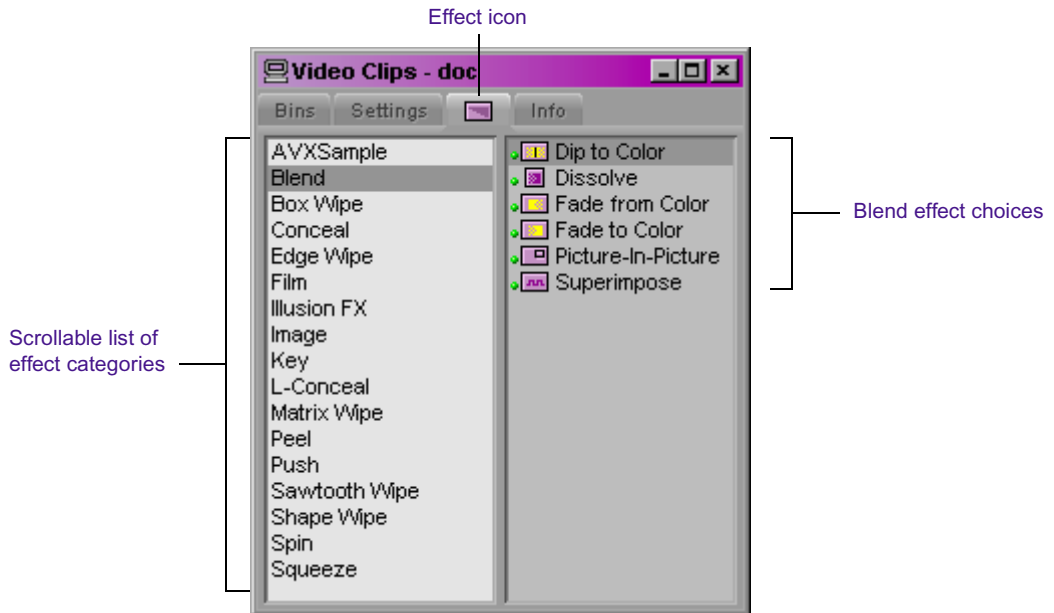 Effect icon
Video Clips - doc
Bins Settings Info
AVXSample
Blend
Box Wipe
Conceal
Edge Wipe
Film
Illusion FX
Image
Key
L-Conceal
Matrix Wipe
Peel
Push
Sawtooth Wipe
Shape Wipe
Spin
Squeeze
Dip to Color
Dissolve
Fade from Color
Fade to Color
Picture-In-Picture
Superimpose
Blend effect choices
Scrollable list of
effect categories